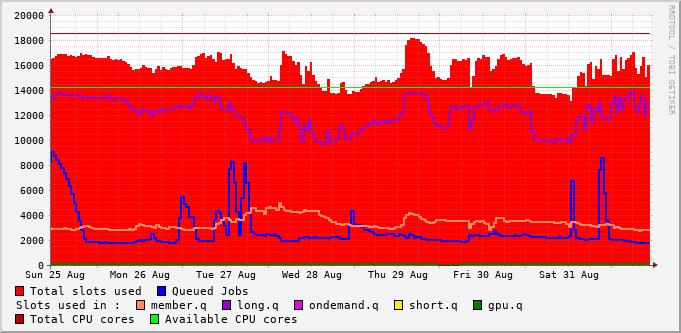 20000
18000
16000
14000
12000
10000
8000
6000
4000
2000
0
Sun 25 Aug Mon 26 Aug Tue 27 Aug Wed 28 Aug Thu 29 Aug Fri 30 Aug Sat 31 Aug
Total slots used Queued Jobs
Slots used in : member.q long.q ondemand.q short.q gpu.q
Total CPU cores Available CPU cores
RRDTOOL / TOBI OETIKER